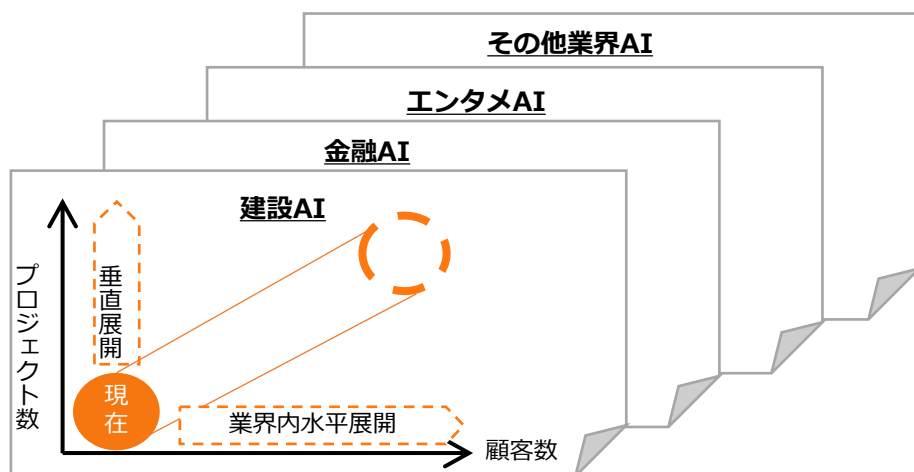 その他業界AI
エンタメAI
金融AI
建設AI
プロジェクト数
垂直展開
現在
業界内水平展開
顧客数